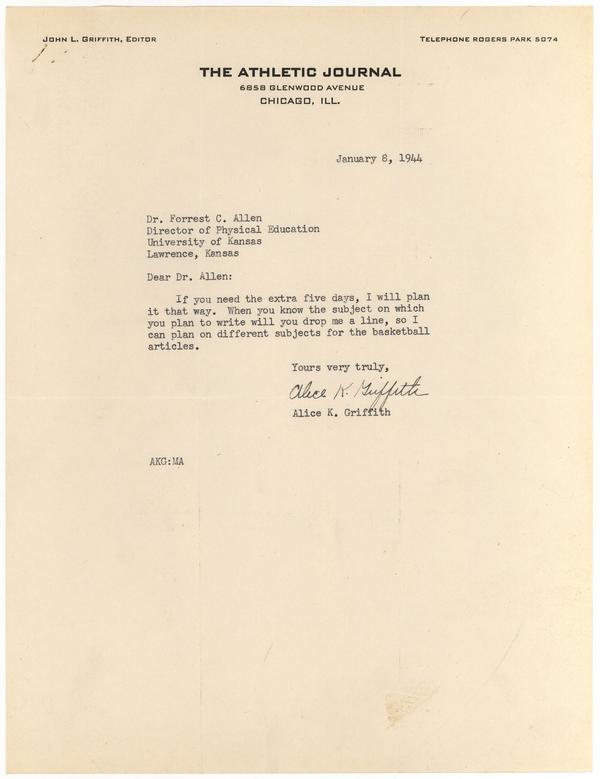 JOHN L. GRIFFITH, EDITOR
TELEPHONE ROGERS PARK 5074
THE ATHLETIC JOURNAL
6858 GLENWOOD AVENUE
CHICAGO, ILL.
January 8, 1944
Dr. Forrest C. Allen
Director of Physical Education
University of Kansas
Lawrence, Kansas
Dear Dr. Allen:
If you need the extra five days, I will plan
it that way. When you know the subject on which
you plan to write will you drop me a line, so I
can plan on different subjects for the basketball
articles.
Yours very truly,
Alice K. Griffith
Alice K. Griffith
AKG:MA